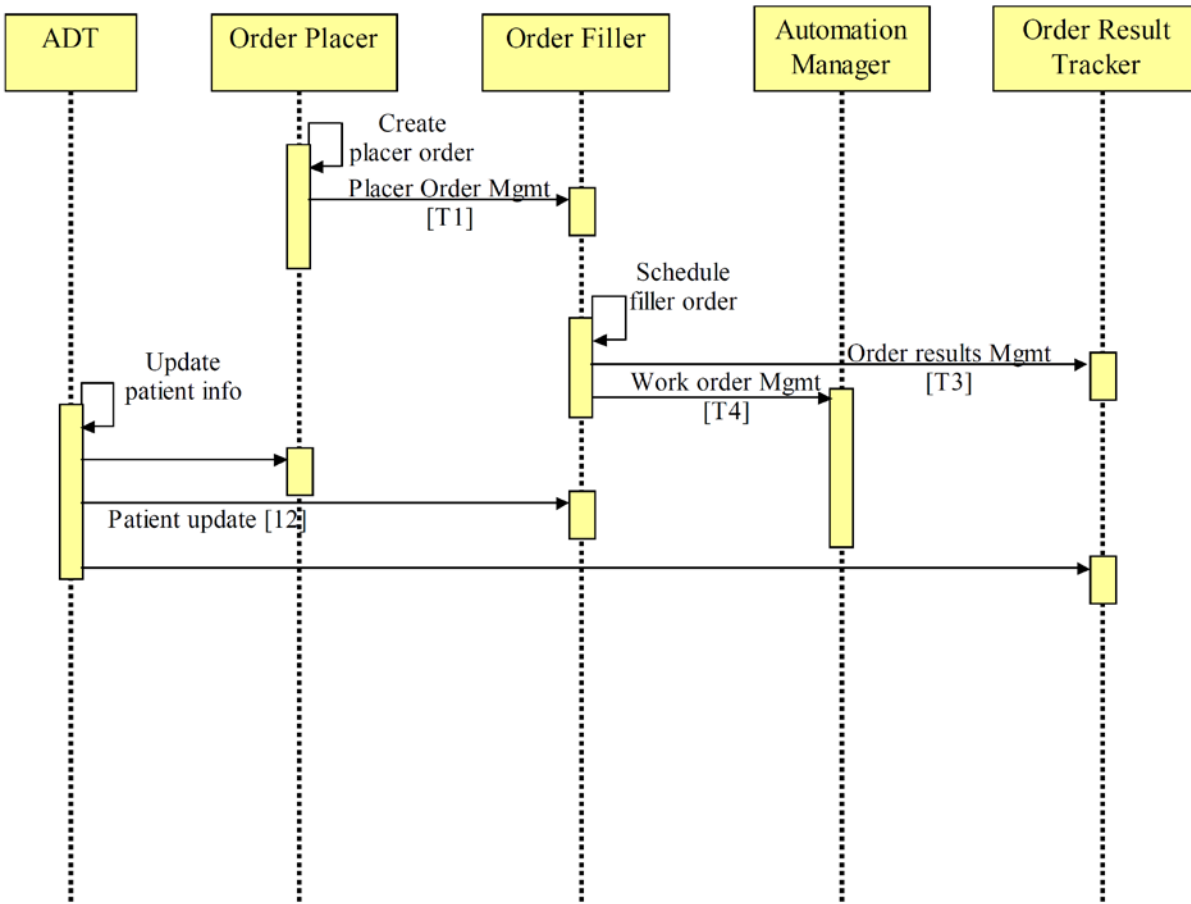 ADT
Order Placer
Order Filler
Automation
Manager
Order Result
Tracker
Create
placer order
Placer Order Mgmt
[T1]
Schedule
filler order
Order results Mgmt
[T3]
Work order Mgmt
[T4]
Update
patient info
Patient update [12]